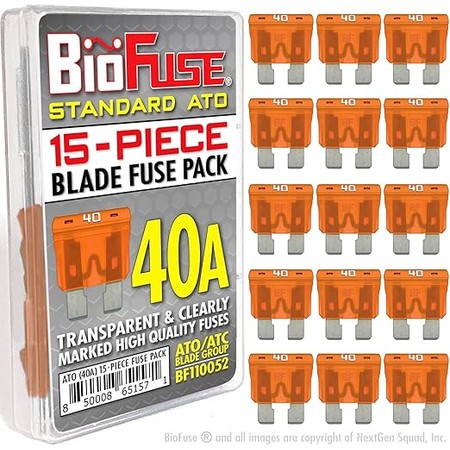 BioFuse®
STANDARD ATO
15-PIECE
BLADE FUSE PACK
40
40A
TRANSPARENT & CLEARLY
MARKED HIGH QUALITY FUSES
ATO/ATC
BLADE GROUP
BF110052
ATO (40A) 15-PIECE FUSE PACK
8 50008 65157 1
40 40 40
40 40 40
40 40 40
40 40 40
40 40 40
BioFuse ® and all images are copyright of NextGen Squad, Inc.